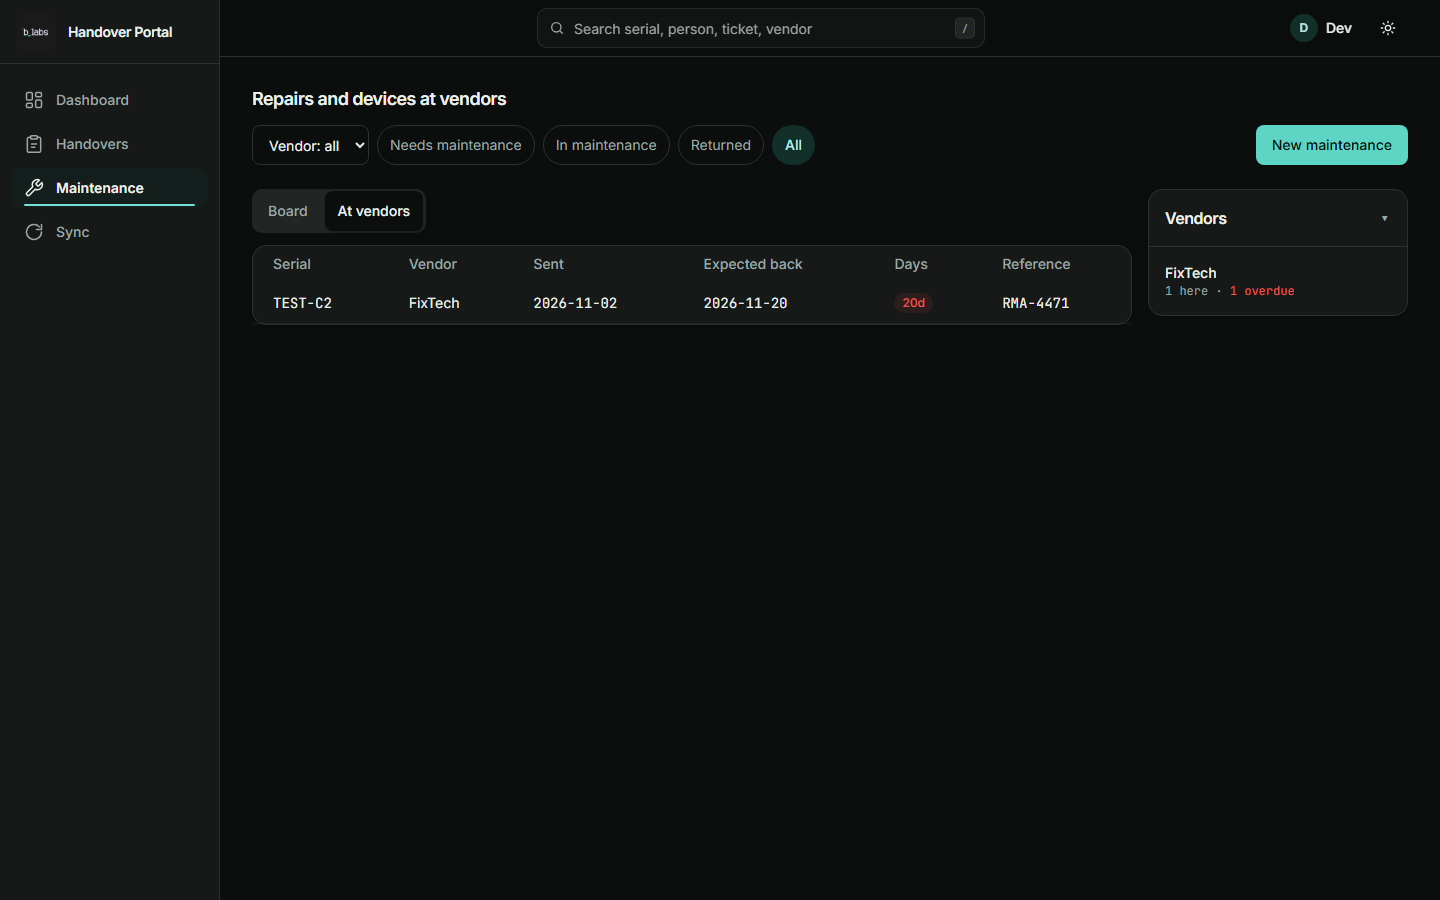 b_labs Handover Portal
Search serial, person, ticket, vendor /
D Dev
Dashboard
Handovers
Maintenance
Sync
Repairs and devices at vendors
Vendor: all Needs maintenance In maintenance Returned All New maintenance
Board At vendors
Serial Vendor Sent Expected back Days Reference
TEST-C2 FixTech 2026-11-02 2026-11-20 20d RMA-4471
Vendors
FixTech
1 here · 1 overdue